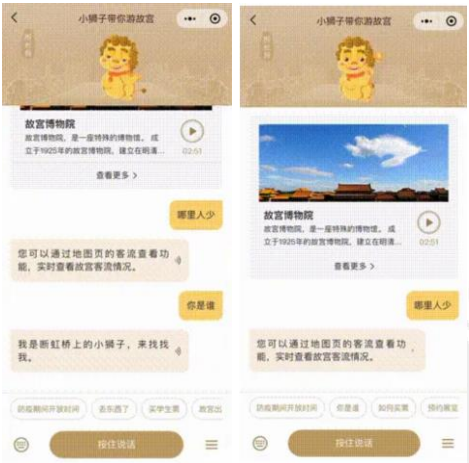 小狮子带你游故宫
故宫博物院
故宫博物院，是一座特殊的博物馆。 成
立于1925年的故宫博物院，建立在明清...
02:51
查看更多 >
哪里人少
您可以通过地图页的客流查看功
能，实时查看故宫客流情况。
你是谁
我是断虹桥上的小狮子，来找找
我。
防疫期间开放时间
丢东西了
买学生票
故宫出
按住说话
小狮子带你游故宫
故宫博物院
故宫博物院，是一座特殊的博物馆。 成
立于1925年的故宫博物院，建立在明清...
02:51
查看更多 >
哪里人少
您可以通过地图页的客流查看功
能，实时查看故宫客流情况。
防疫期间开放时间
你是谁
如何买票
预约展览
按住说话